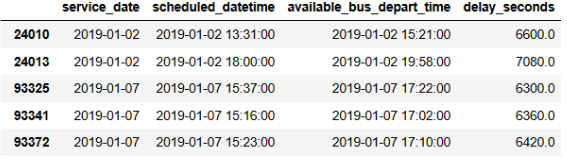 service_date scheduled_datetime available_bus_depart_time delay_seconds
24010 2019-01-02 2019-01-02 13:31:00 2019-01-02 15:21:00 6600.0
24013 2019-01-02 2019-01-02 18:00:00 2019-01-02 19:58:00 7080.0
93325 2019-01-07 2019-01-07 15:37:00 2019-01-07 17:22:00 6300.0
93341 2019-01-07 2019-01-07 15:16:00 2019-01-07 17:02:00 6360.0
93372 2019-01-07 2019-01-07 15:23:00 2019-01-07 17:10:00 6420.0